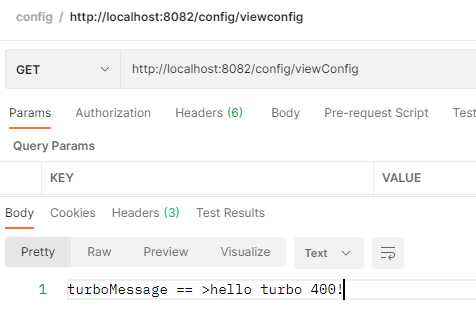 config / http://localhost:8082/config/viewconfig
GET http://localhost:8082/config/viewConfig
Params Authorization Headers (6) Body Pre-request Script Test
Query Params
KEY VALUE
Body Cookies Headers (3) Test Results
Pretty Raw Preview Visualize Text
1 turboMessage == >hello turbo 400!